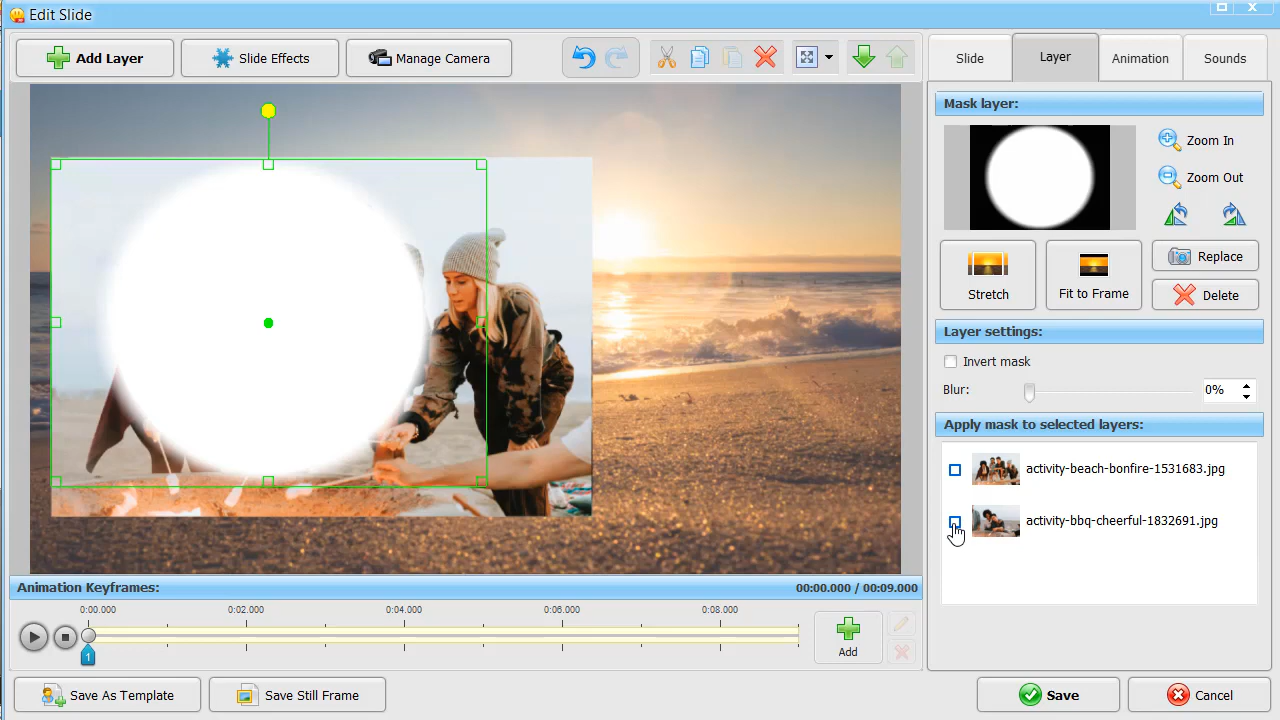 Edit Slide
Add Layer
Slide Effects
Manage Camera
Slide
Layer
Animation
Sounds
Mask layer:
Zoom In
Zoom Out
Stretch
Fit to Frame
Replace
Delete
Layer settings:
Invert mask
Blur:
0%
Apply mask to selected layers:
activity-beach-bonfire-1533383.jpg
activity-bbq-cheerful-1832691.jpg
Animation Keyframes:
00:00.000 / 00:09.000
0:00.000
0:02.000
0:04.000
0:06.000
0:08.000
1
Add
Save As Template
Save Still Frame
Save
Cancel